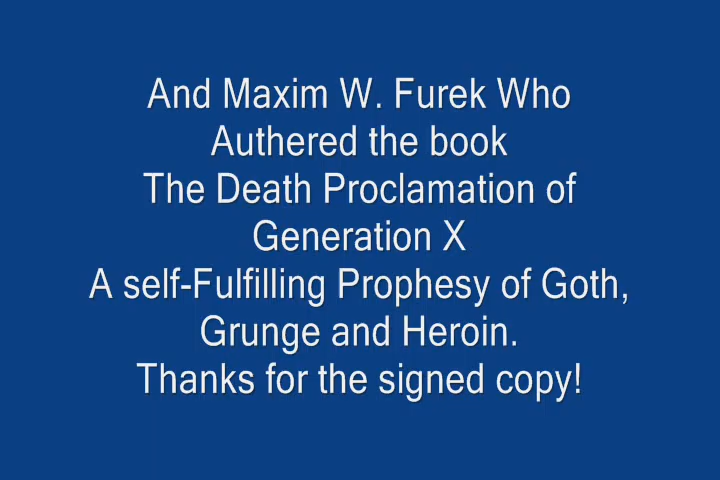 And Maxim W. Furek Who
Authered the book
The Death Proclamation of
Generation X
A self-Fulfilling Prophesy of Goth,
Grunge and Heroin.
Thanks for the signed copy!